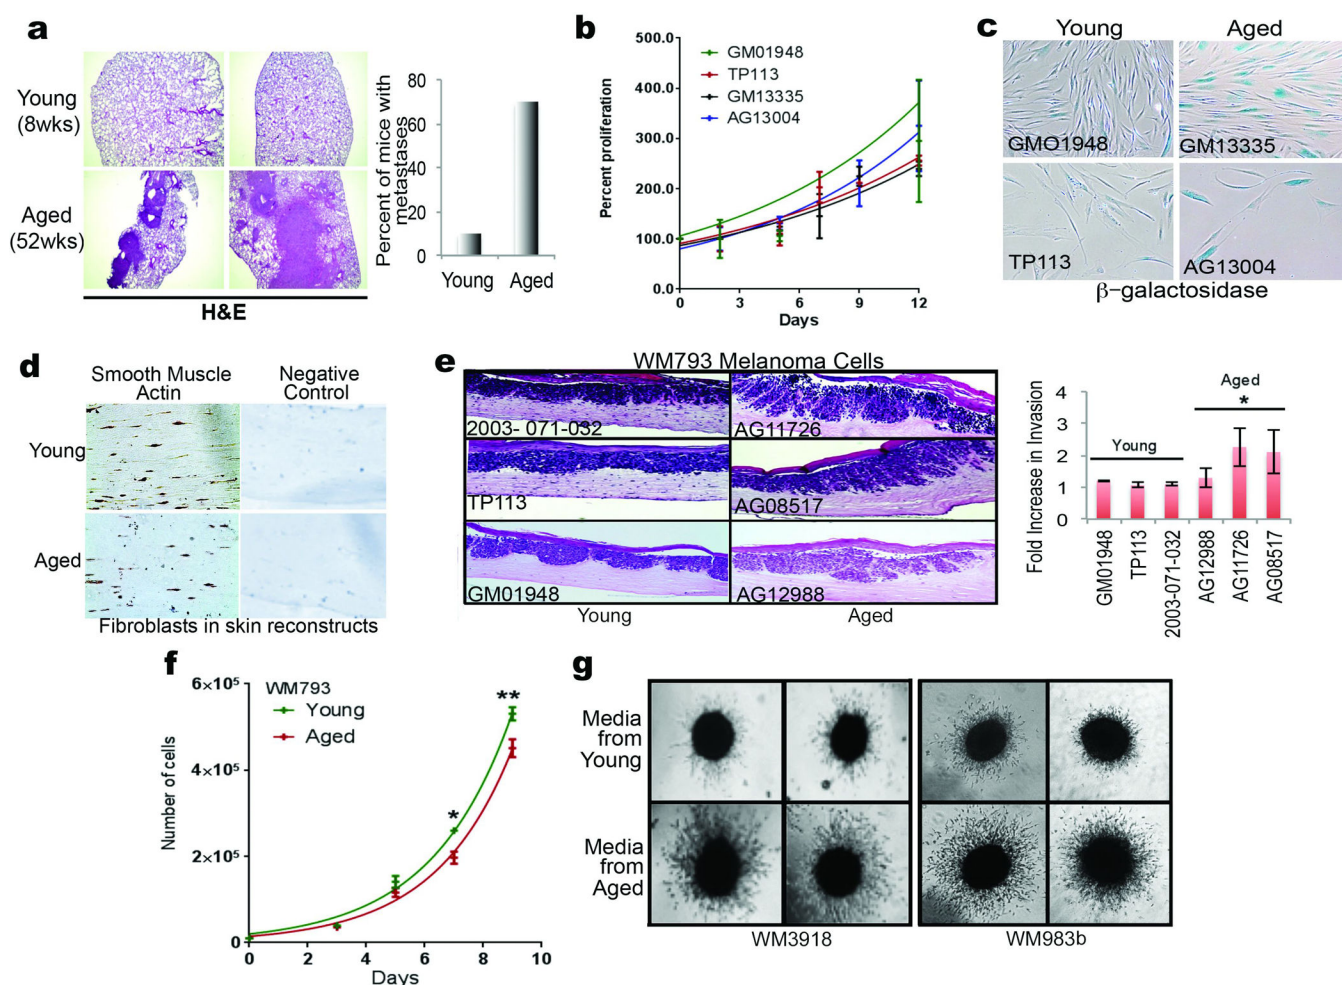 a
Young
(8wks)
Aged
(52wks)
H&E
Percent of mice with
metastases
80
60
40
20
0
Young
Aged
b
500.0
400.0
300.0
200.0
100.0
0.0
Percent proliferation
GM01948
TP113
GM13335
AG13004
0
3
6
9
12
Days
c
Young
Aged
GMO1948
GM13335
TP113
AG13004
β-galactosidase
d
Smooth Muscle
Actin
Negative
Control
Young
Aged
Fibroblasts in skin reconstructs
e
WM793 Melanoma Cells
2003- 071-032
AG11726
TP113
AG08517
GM01948
AG12988
Young
Aged
Fold Increase in Invasion
4
3
2
1
0
Young
Aged
*
GM01948
TP113
2003-071-032
AG12988
AG11726
AG08517
f
6×10⁵
4×10⁵
2×10⁵
0
Number of cells
WM793
Young
Aged
*
**
0
2
4
6
8
10
Days
g
Media
from
Young
Media
from
Aged
WM3918
WM983b